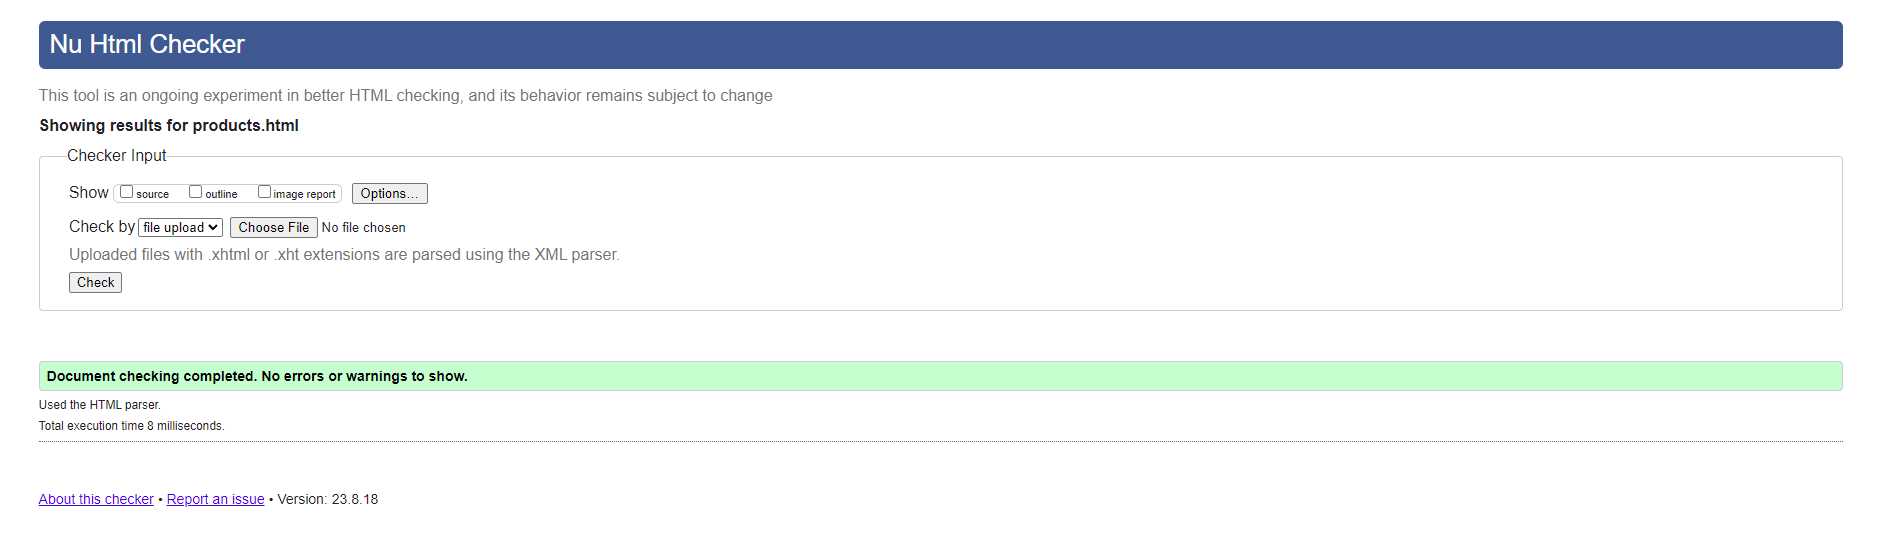 Nu Html Checker
This tool is an ongoing experiment in better HTML checking, and its behavior remains subject to change
Showing results for products.html
Checker Input
Show source outline image report Options...
Check by file upload Choose File No file chosen
Uploaded files with .xhtml or .xht extensions are parsed using the XML parser.
Check
Document checking completed. No errors or warnings to show.
Used the HTML parser.
Total execution time 8 milliseconds.
About this checker • Report an issue • Version: 23.8.18